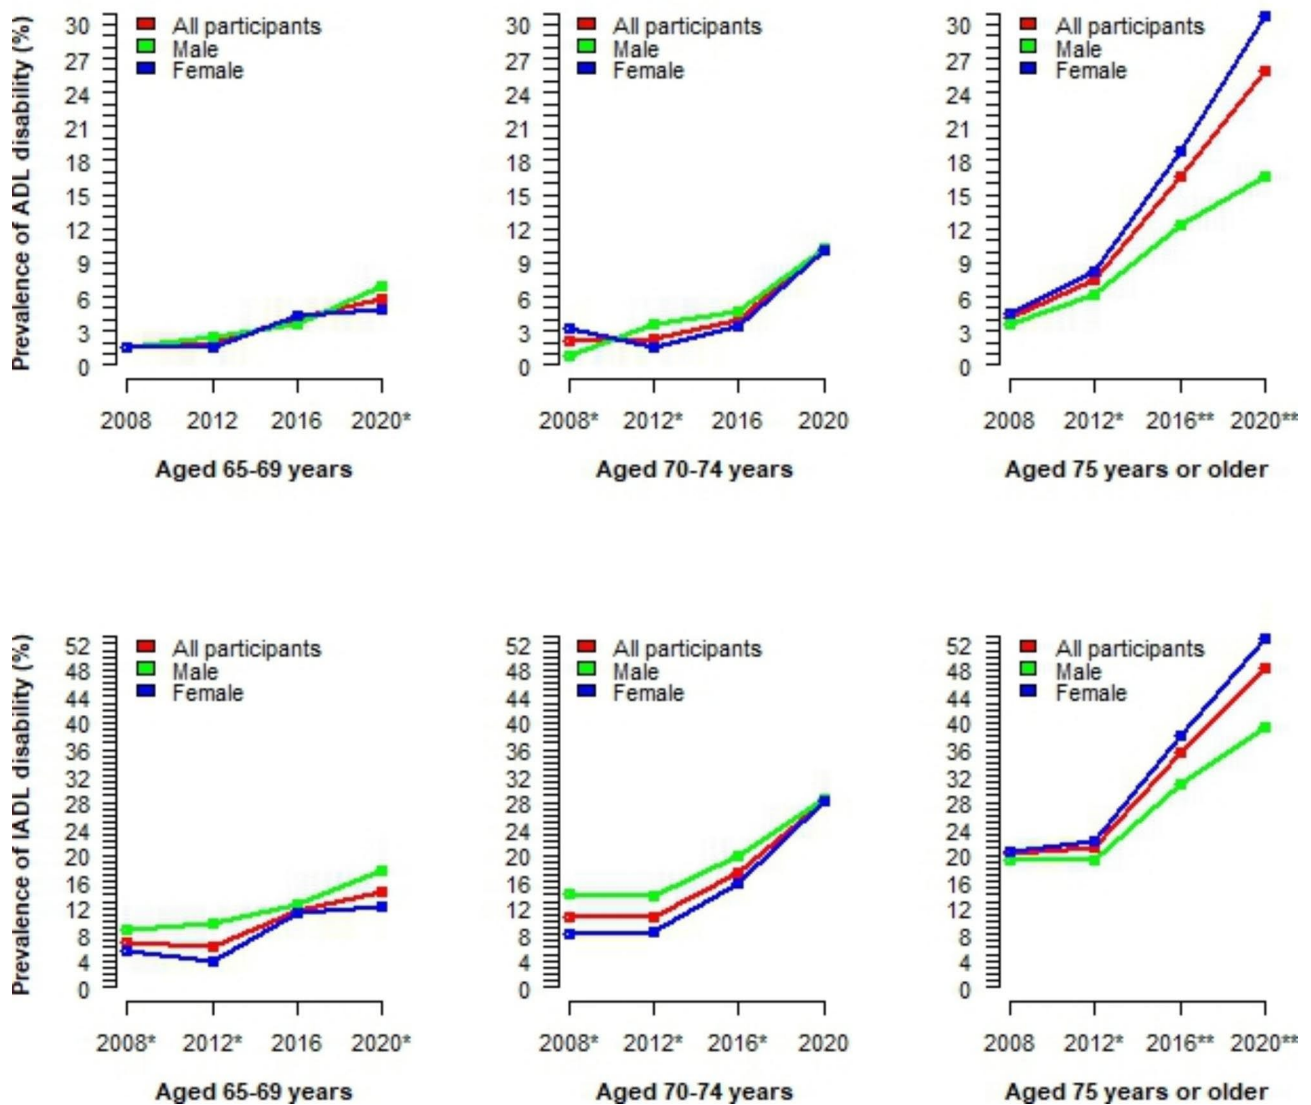 Prevalence of ADL disability (%)
30
27
24
21
18
15
12
9
6
3
0
All participants
Male
Female
2008 2012 2016 2020*
Aged 65-69 years
30
27
24
21
18
15
12
9
6
3
0
All participants
Male
Female
2008* 2012* 2016 2020
Aged 70-74 years
30
27
24
21
18
15
12
9
6
3
0
All participants
Male
Female
2008 2012* 2016** 2020**
Aged 75 years or older
Prevalence of IADL disability (%)
52
48
44
40
36
32
28
24
20
16
12
8
4
0
All participants
Male
Female
2008* 2012* 2016 2020*
Aged 65-69 years
52
48
44
40
36
32
28
24
20
16
12
8
4
0
All participants
Male
Female
2008* 2012* 2016* 2020
Aged 70-74 years
52
48
44
40
36
32
28
24
20
16
12
8
4
0
All participants
Male
Female
2008 2012* 2016** 2020**
Aged 75 years or older